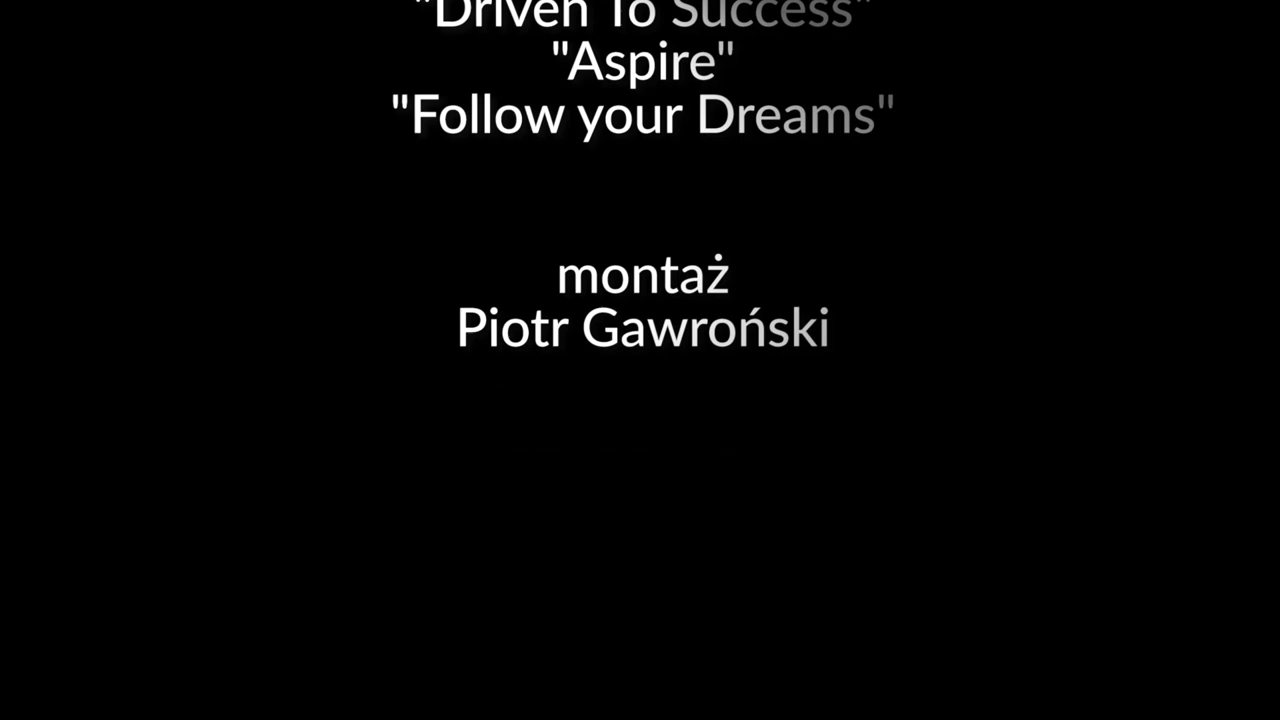 "Driven To Success"
"Aspire"
"Follow your Dreams"
montaż
Piotr Gawroński